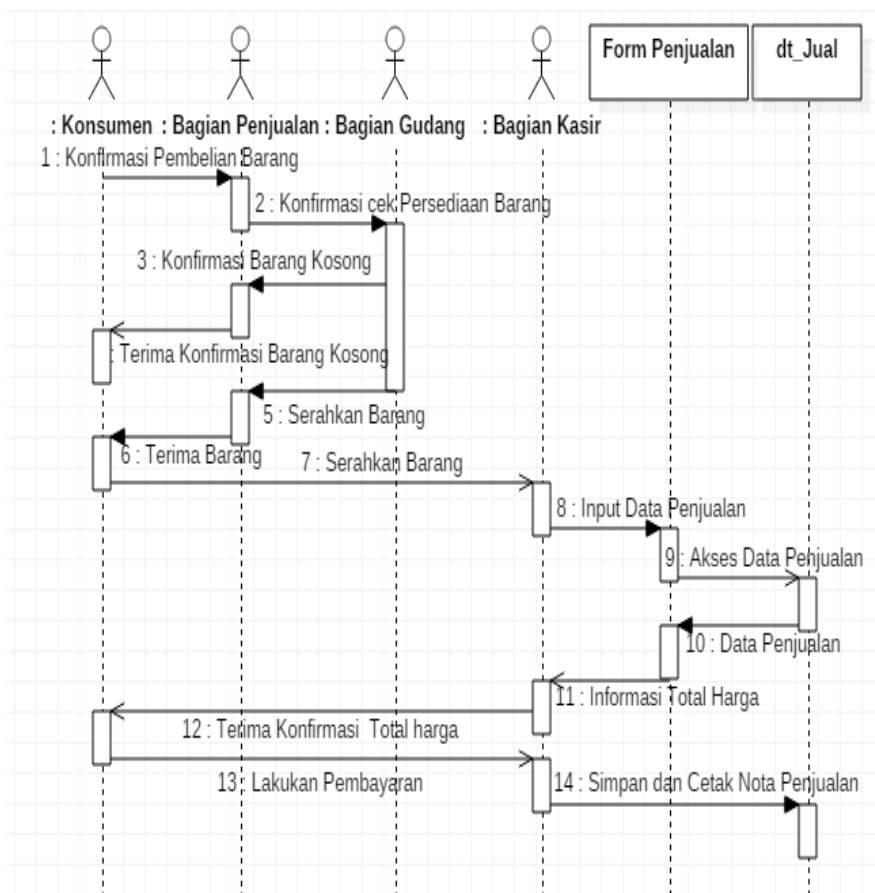 Form Penjualan
dt_Jual
: Konsumen
: Bagian Penjualan
: Bagian Gudang
: Bagian Kasir
1 : Konfirmasi Pembelian Barang
2 : Konfirmasi cek Persediaan Barang
3 : Konfirmasi Barang Kosong
: Terima Konfirmasi Barang Kosong
5 : Serahkan Barang
6 : Terima Barang
7 : Serahkan Barang
8 : Input Data Penjualan
9 : Akses Data Penjualan
10 : Data Penjualan
11 : Informasi Total Harga
12 : Terima Konfirmasi Total harga
13 : Lakukan Pembayaran
14 : Simpan dan Cetak Nota Penjualan